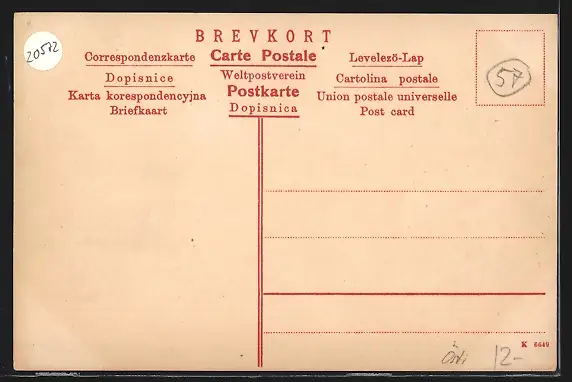 20572
BREVKORT
Correspondenzkarte Carte Postale Levelező-Lap
Dopisnice Weltpostverein Cartolina postale
Karta korespondencyjna Postkarte Union postale universelle
Briefkaart Dopisnica Post card
57
K 6649
12-